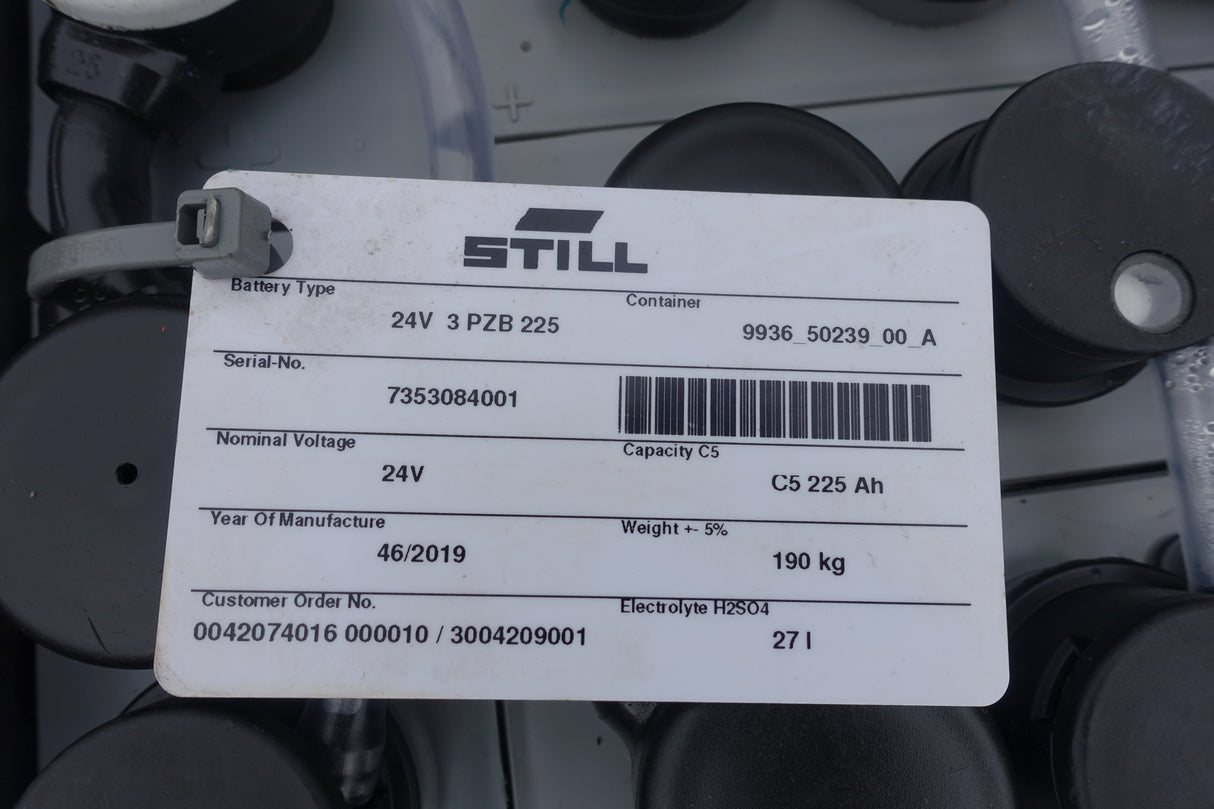 25
STILL
Battery Type
24V 3 PZB 225
Container
9936_50239_00_A
Serial-No.
7353084001
Nominal Voltage
24V
Capacity C5
C5 225 Ah
Year Of Manufacture
46/2019
Weight +- 5%
190 kg
Customer Order No.
0042074016 000010 / 3004209001
Electrolyte H2SO4
27 l